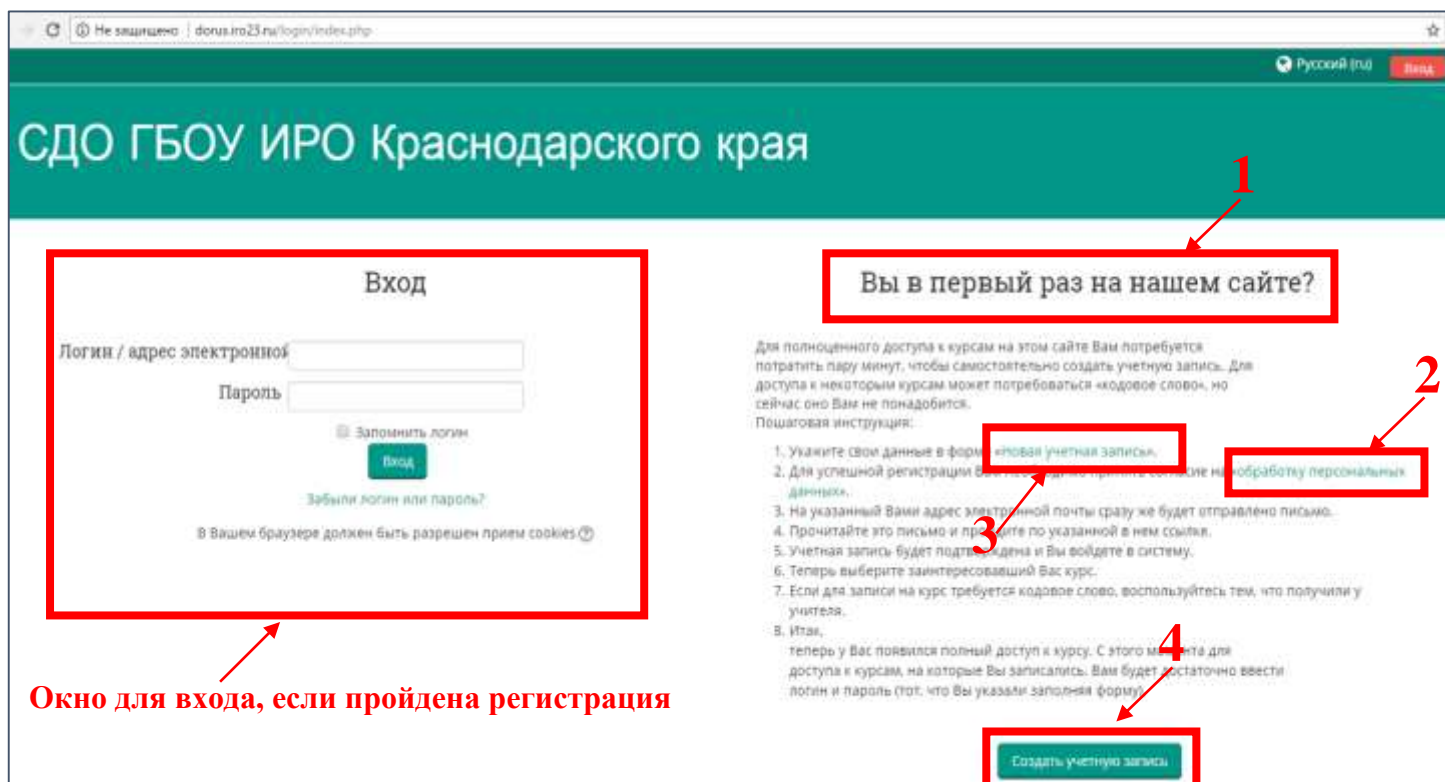 Не защищено | dorus.iro23.ru/login/index.php
Русский (ru) Вход
СДО ГБОУ ИРО Краснодарского края
1
Вход
Логин / адрес электронной
Пароль
Запомнить логин
Вход
Забыли логин или пароль?
В Вашем браузере должен быть разрешен прием cookies
Окно для входа, если пройдена регистрация
Вы в первый раз на нашем сайте?
Для полноценного доступа к курсам на этом сайте Вам потребуется
потратить пару минут, чтобы самостоятельно создать учетную запись. Для
доступа к некоторым курсам может потребоваться «кодовое слово», но
сейчас оно Вам не понадобится.
Пошаговая инструкция:
2
1. Укажите свои данные в форме «Новая учетная запись».
2. Для успешной регистрации Вам необходимо принять согласие на «обработку персональных
данных».
3. На указанный Вами адрес электронной почты сразу же будет отправлено письмо.
3
4. Прочитайте это письмо и пройдите по указанной в нем ссылке.
5. Учетная запись будет подтверждена и Вы войдете в систему.
6. Теперь выберите заинтересовавший Вас курс.
7. Если для записи на курс требуется кодовое слово, воспользуйтесь тем, что получили у
учителя.
8. Итак,
теперь у Вас появился полный доступ к курсу. С этого момента для
доступа к курсам, на которые Вы записались, Вам будет достаточно ввести
логин и пароль (тот, что Вы указали заполняя форму)
4
Создать учетную запись